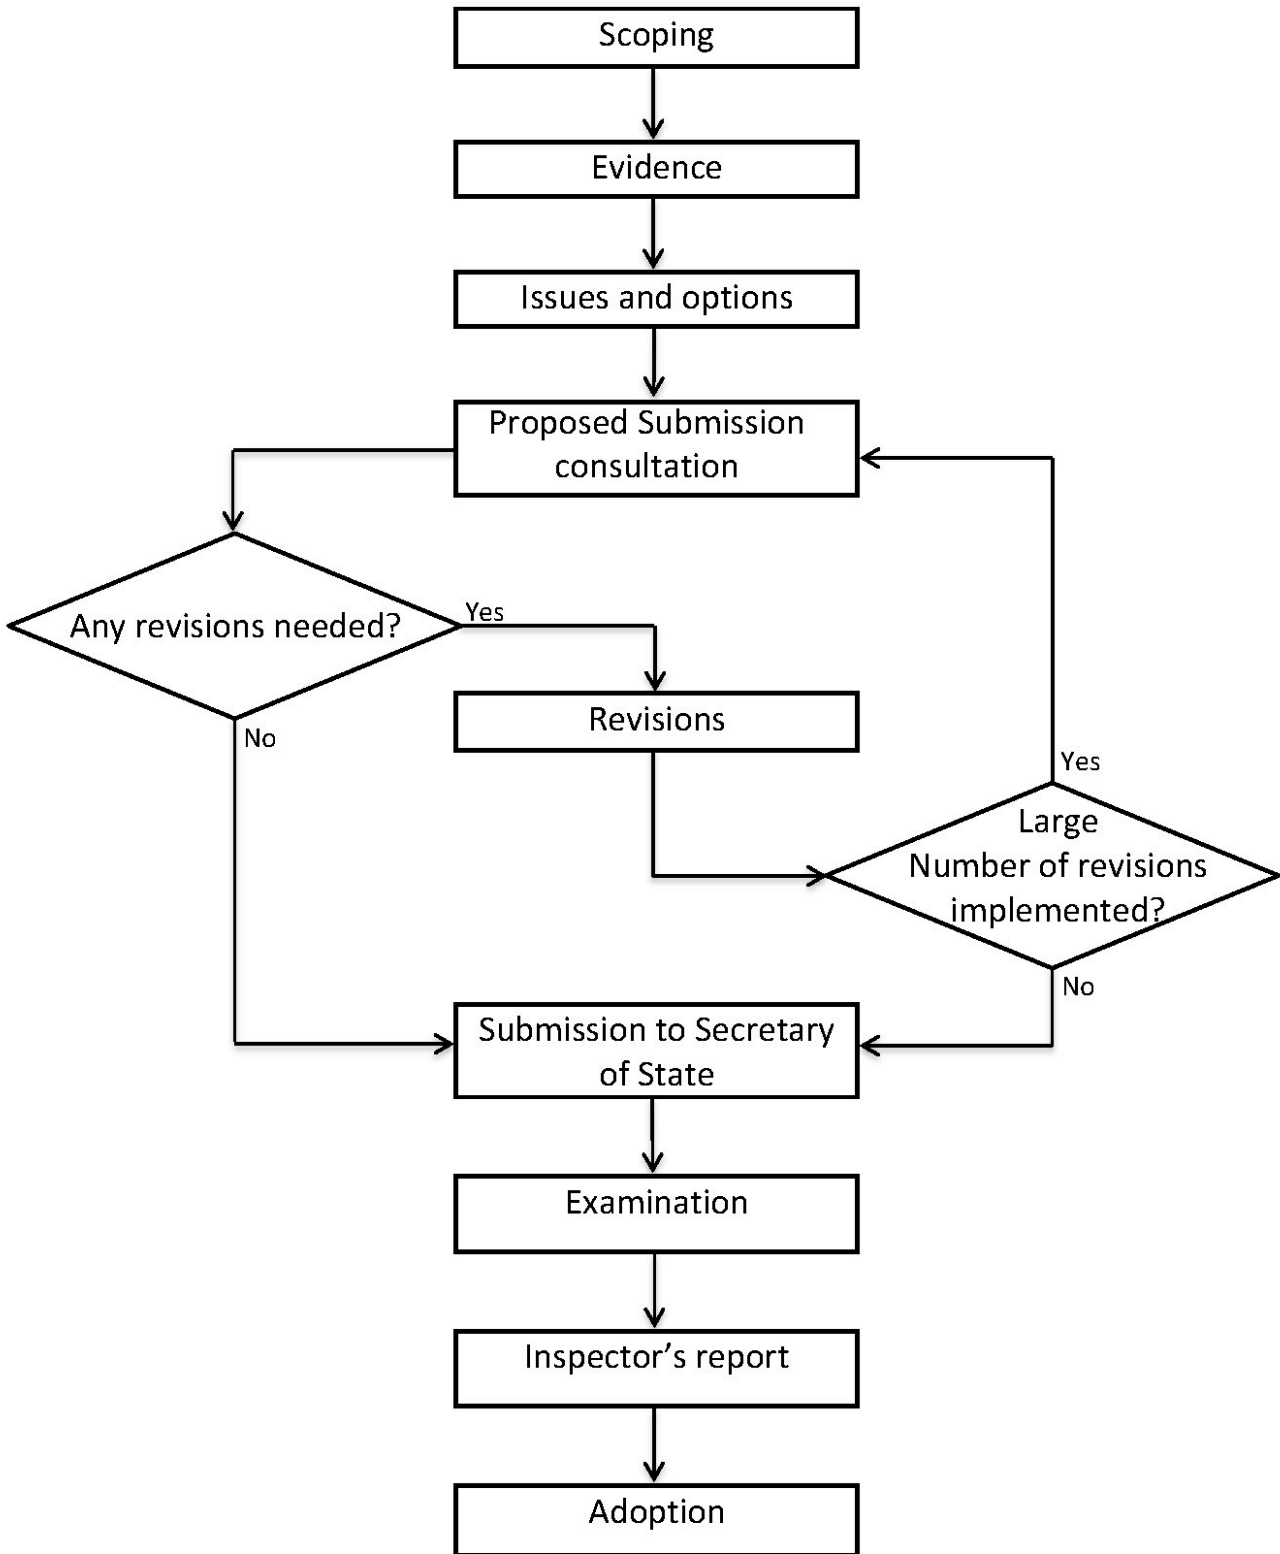 Scoping
Evidence
Issues and options
Proposed Submission
consultation
Any revisions needed?
Yes
Revisions
No
Yes
Large
Number of revisions
implemented?
No
Submission to Secretary
of State
Examination
Inspector’s report
Adoption